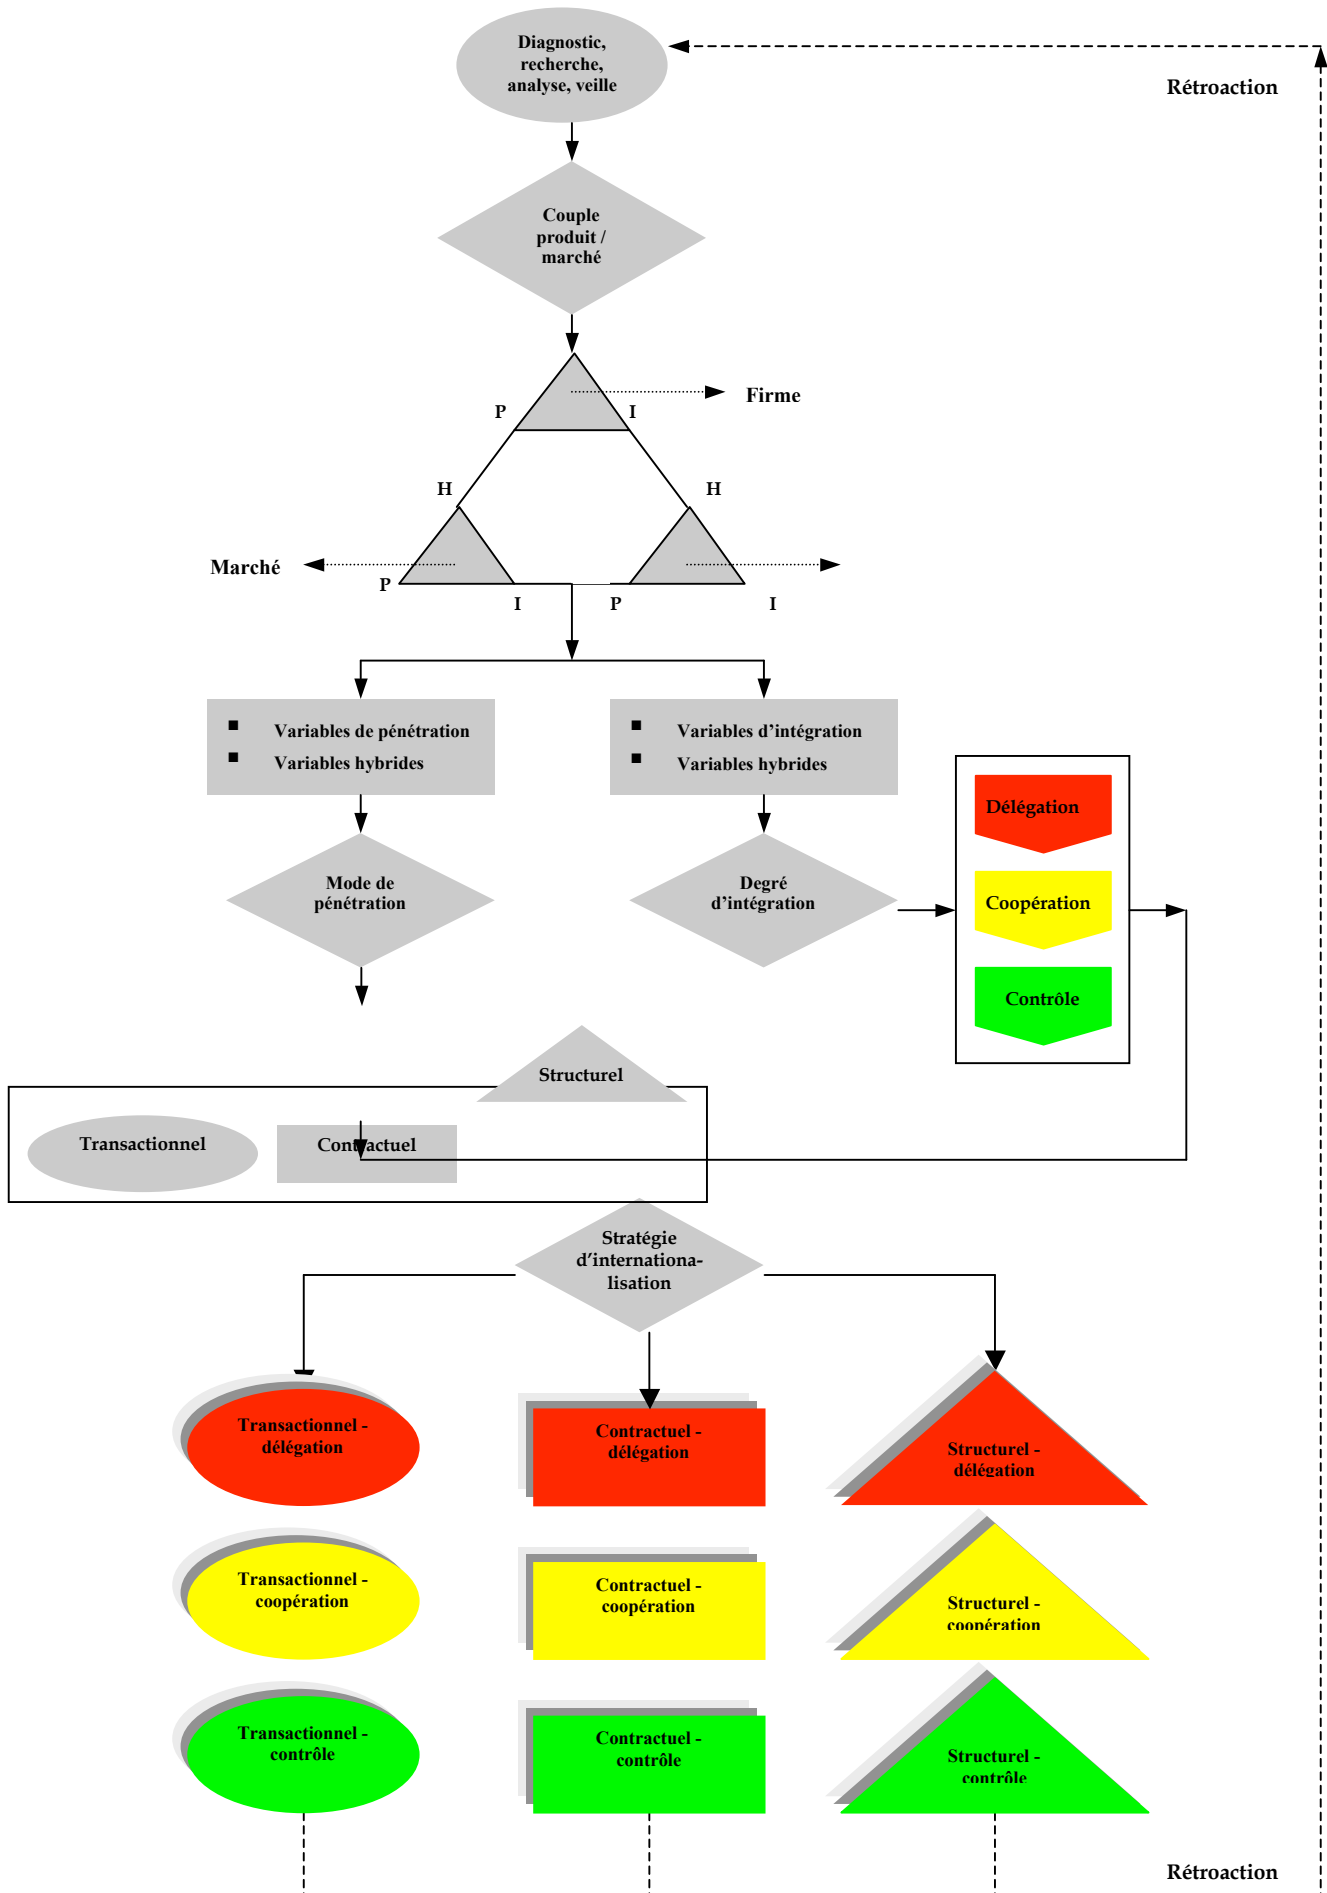 Diagnostic,
recherche,
analyse, veille
Rétroaction
Couple
produit /
marché
Firme
P
I
H
H
Marché
P
I
P
I
▪ Variables de pénétration
▪ Variables hybrides
▪ Variables d'intégration
▪ Variables hybrides
Délégation
Coopération
Contrôle
Mode de
pénétration
Degré
d'intégration
Structurel
Transactionnel
Contractuel
Stratégie
d'internationa-
lisation
Transactionnel -
délégation
Contractuel -
délégation
Structurel -
délégation
Transactionnel -
coopération
Contractuel -
coopération
Structurel -
coopération
Transactionnel -
contrôle
Contractuel -
contrôle
Structurel -
contrôle
Rétroaction